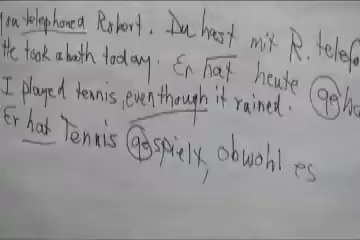 You telephoned Robert. Du hast mit R. telefo
He took a bath today. Er hat heute geba
I played tennis, even though it rained.
Er hat Tennis gespielt, obwohl es